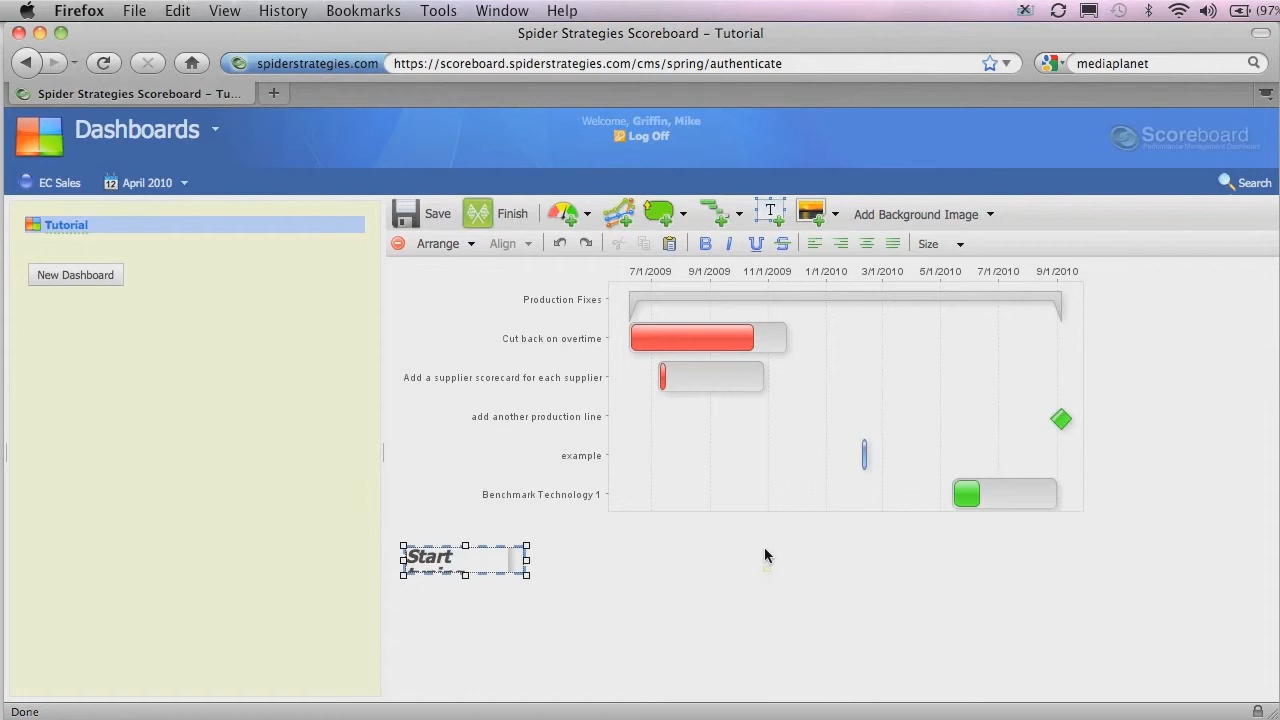 Firefox File Edit View History Bookmarks Tools Window Help (97%
Spider Strategies Scoreboard – Tutorial
spiderstrategies.com https://scoreboard.spiderstrategies.com/cms/spring/authenticate mediaplanet
Spider Strategies Scoreboard – Tu... +
Dashboards
Welcome, Griffin, Mike
Log Off
Scoreboard
Performance Management Dashboard
EC Sales 12 April 2010 Search
Tutorial
New Dashboard
Save Finish T Add Background Image
Arrange Align B I U S Size
7/1/2009 9/1/2009 11/1/2009 1/1/2010 3/1/2010 5/1/2010 7/1/2010 9/1/2010
Production Fixes
Cut back on overtime
Add a supplier scorecard for each supplier
add another production line
example
Benchmark Technology 1
Start
Done